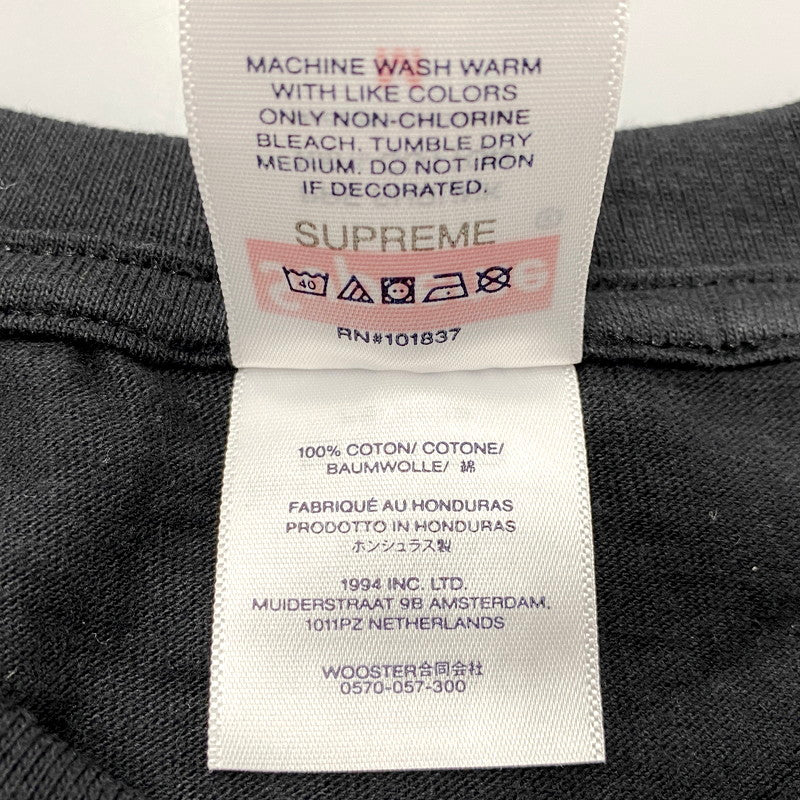 MACHINE WASH WARM
WITH LIKE COLORS
ONLY NON-CHLORINE
BLEACH. TUMBLE DRY
MEDIUM. DO NOT IRON
IF DECORATED.
SUPREME
40
RN#101837
100% COTON/ COTONE/
BAUMWOLLE/ 綿
FABRIQUÉ AU HONDURAS
PRODOTTO IN HONDURAS
ホンシュラス製
1994 INC. LTD.
MUIDERSTRAAT 9B AMSTERDAM,
1011PZ NETHERLANDS
WOOSTER合同会社
0570-057-300